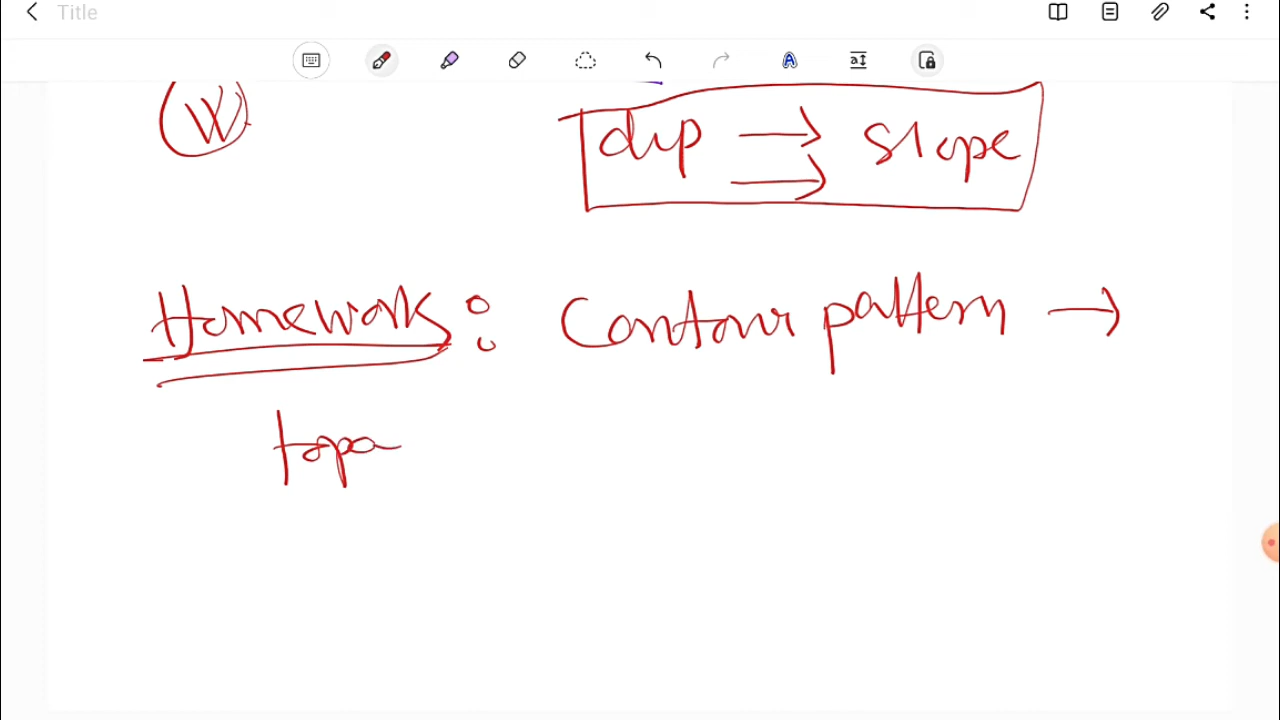 Title
W dip → → slope
Homework : Contour pattern →
topo